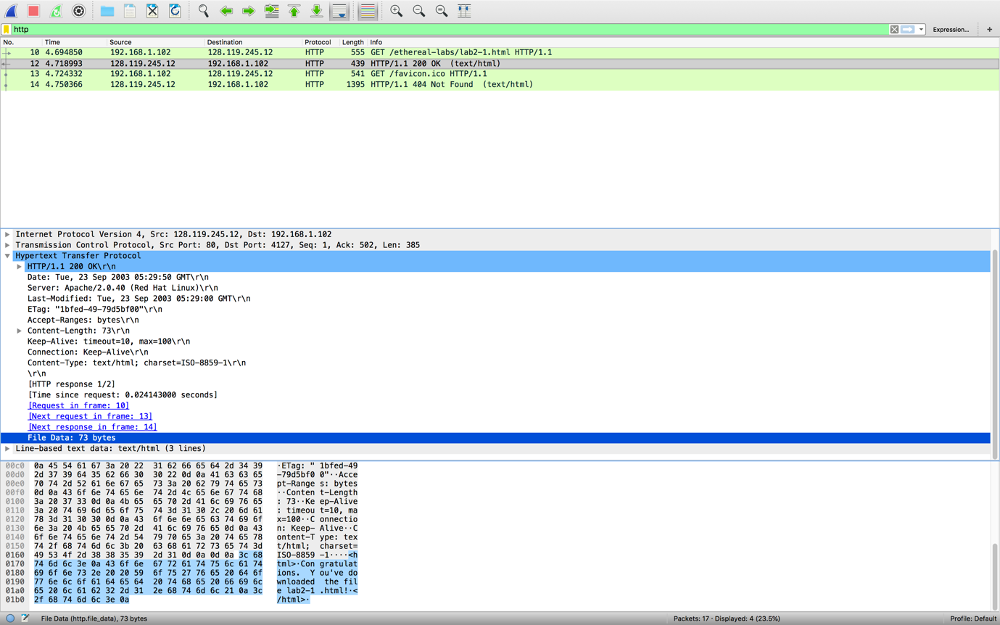 http
Expression...
+
No. Time Source Destination Protocol Length Info
10 4.694850 192.168.1.102 128.119.245.12 HTTP 555 GET /ethereal-labs/lab2-1.html HTTP/1.1
12 4.718993 128.119.245.12 192.168.1.102 HTTP 439 HTTP/1.1 200 OK (text/html)
13 4.724332 192.168.1.102 128.119.245.12 HTTP 541 GET /favicon.ico HTTP/1.1
14 4.750366 128.119.245.12 192.168.1.102 HTTP 1395 HTTP/1.1 404 Not Found (text/html)
Internet Protocol Version 4, Src: 128.119.245.12, Dst: 192.168.1.102
Transmission Control Protocol, Src Port: 80, Dst Port: 4127, Seq: 1, Ack: 502, Len: 385
Hypertext Transfer Protocol
HTTP/1.1 200 OK\r\n
Date: Tue, 23 Sep 2003 05:29:50 GMT\r\n
Server: Apache/2.0.40 (Red Hat Linux)\r\n
Last-Modified: Tue, 23 Sep 2003 05:29:00 GMT\r\n
ETag: "1bfed-49-79d5bf00"\r\n
Accept-Ranges: bytes\r\n
Content-Length: 73\r\n
Keep-Alive: timeout=10, max=100\r\n
Connection: Keep-Alive\r\n
Content-Type: text/html; charset=ISO-8859-1\r\n
\r\n
[HTTP response 1/2]
[Time since request: 0.024143000 seconds]
[Request in frame: 10]
[Next request in frame: 13]
[Next response in frame: 14]
File Data: 73 bytes
Line-based text data: text/html (3 lines)
00c0 0a 45 54 61 67 3a 20 22 31 62 66 65 64 2d 34 39 ·ETag: " 1bfed-49
00d0 2d 37 39 64 35 62 66 30 30 22 0d 0a 41 63 63 65 -79d5bf0 0"··Acce
00e0 70 74 2d 52 61 6e 67 65 73 3a 20 62 79 74 65 73 pt-Range s: bytes
00f0 0d 0a 43 6f 6e 74 65 6e 74 2d 4c 65 6e 67 74 68 ··Conten t-Length
0100 3a 20 37 33 0d 0a 4b 65 65 70 2d 41 6c 69 76 65 : 73··Ke ep-Alive
0110 3a 20 74 69 6d 65 6f 75 74 3d 31 30 2c 20 6d 61 : timeou t=10, ma
0120 78 3d 31 30 30 0d 0a 43 6f 6e 6e 65 63 74 69 6f x=100··C onnectio
0130 6e 3a 20 4b 65 65 70 2d 41 6c 69 76 65 0d 0a 43 n: Keep- Alive··C
0140 6f 6e 74 65 6e 74 2d 54 79 70 65 3a 20 74 65 78 ontent-T ype: tex
0150 74 2f 68 74 6d 6c 3b 20 63 68 61 72 73 65 74 3d t/html; charset=
0160 49 53 4f 2d 38 38 35 39 2d 31 0d 0a 0d 0a 3c 68 ISO-8859 -1····<h
0170 74 6d 6c 3e 0a 43 6f 6e 67 72 61 74 75 6c 61 74 tml>·Con gratulat
0180 69 6f 6e 73 2e 20 20 59 6f 75 27 76 65 20 64 6f ions. Y ou've do
0190 77 6e 6c 6f 61 64 65 64 20 74 68 65 20 66 69 6c wnloaded the fil
01a0 65 20 6c 61 62 32 2d 31 2e 68 74 6d 6c 21 0a 3c e lab2-1 .html!·<
01b0 2f 68 74 6d 6c 3e 0a /html>·
File Data (http.file_data), 73 bytes
Packets: 17 · Displayed: 4 (23.5%)
Profile: Default